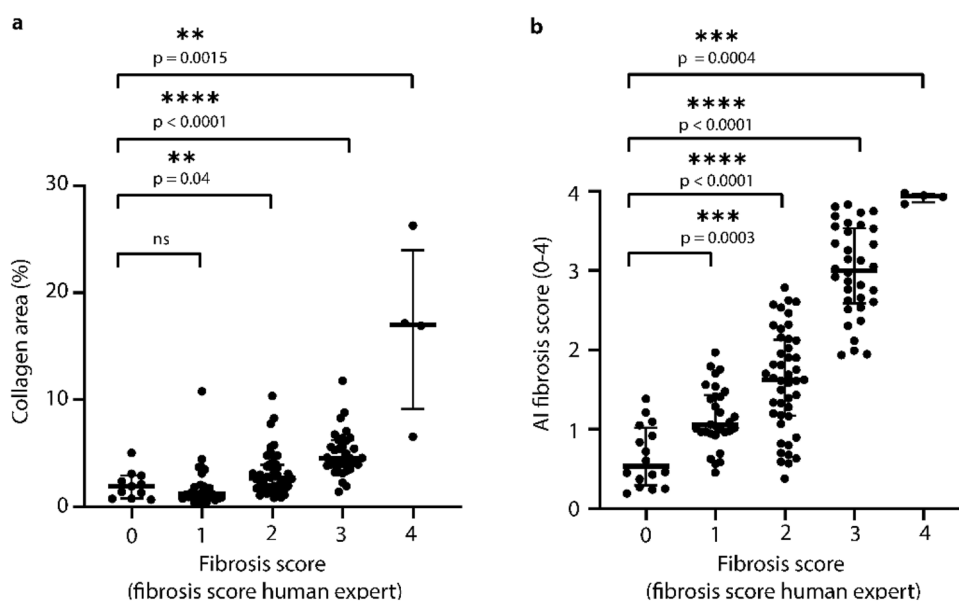 a
**
p = 0.0015
****
p < 0.0001
**
p = 0.04
ns
30
20
10
0
Collagen area (%)
0 1 2 3 4
Fibrosis score
(fibrosis score human expert)
b
***
p = 0.0004
****
p < 0.0001
****
p < 0.0001
***
p = 0.0003
4
3
2
1
0
AI fibrosis score (0-4)
0 1 2 3 4
Fibrosis score
(fibrosis score human expert)